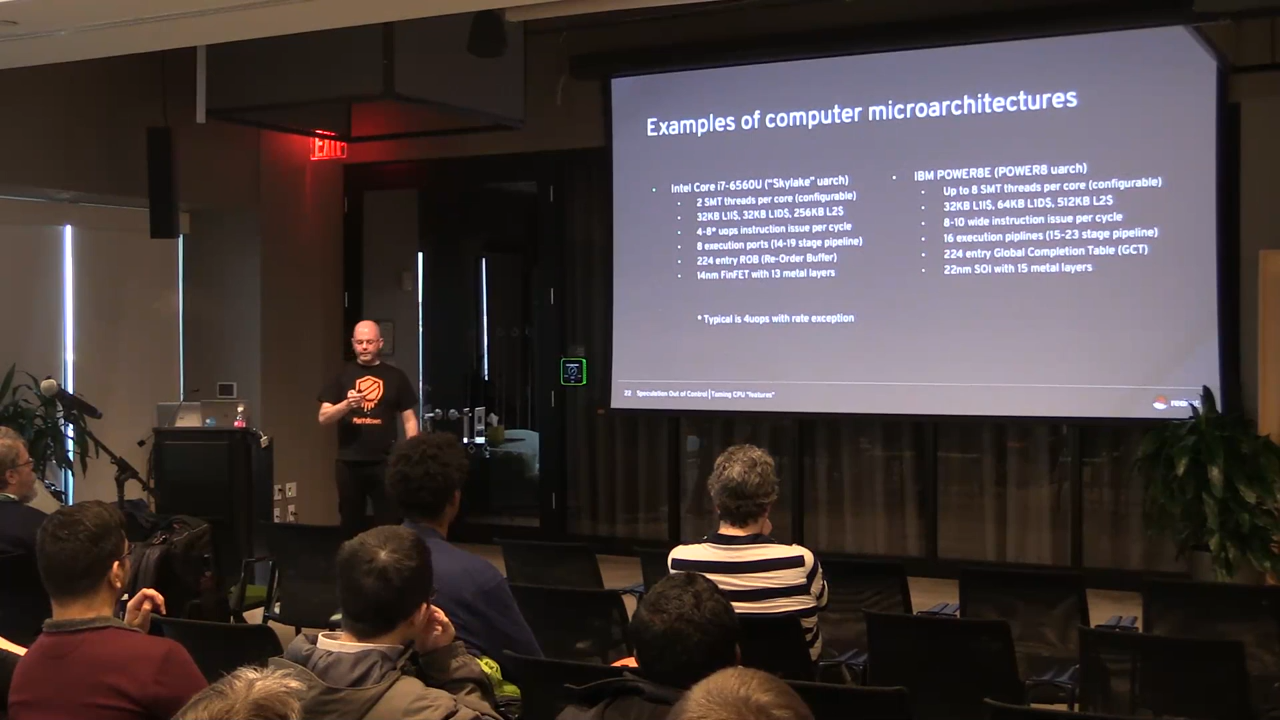 EXIT
Examples of computer microarchitectures
Intel Core i7-6560U ("Skylake" uarch)
2 SMT threads per core (configurable)
32KB L1I$, 32KB L1D$, 256KB L2$
4-8* uops instruction issue per cycle
8 execution ports (14-19 stage pipeline)
224 entry ROB (Re-Order Buffer)
14nm FinFET with 13 metal layers
* Typical is 4uops with rate exception
IBM POWER8E (POWER8 uarch)
Up to 8 SMT threads per core (configurable)
32KB L1I$, 64KB L1D$, 512KB L2$
8-10 wide instruction issue per cycle
16 execution piplines (15-23 stage pipeline)
224 entry Global Completion Table (GCT)
22nm SOI with 15 metal layers
22 Speculation Out of Control | Taming CPU "features"
redhat
Meltdown